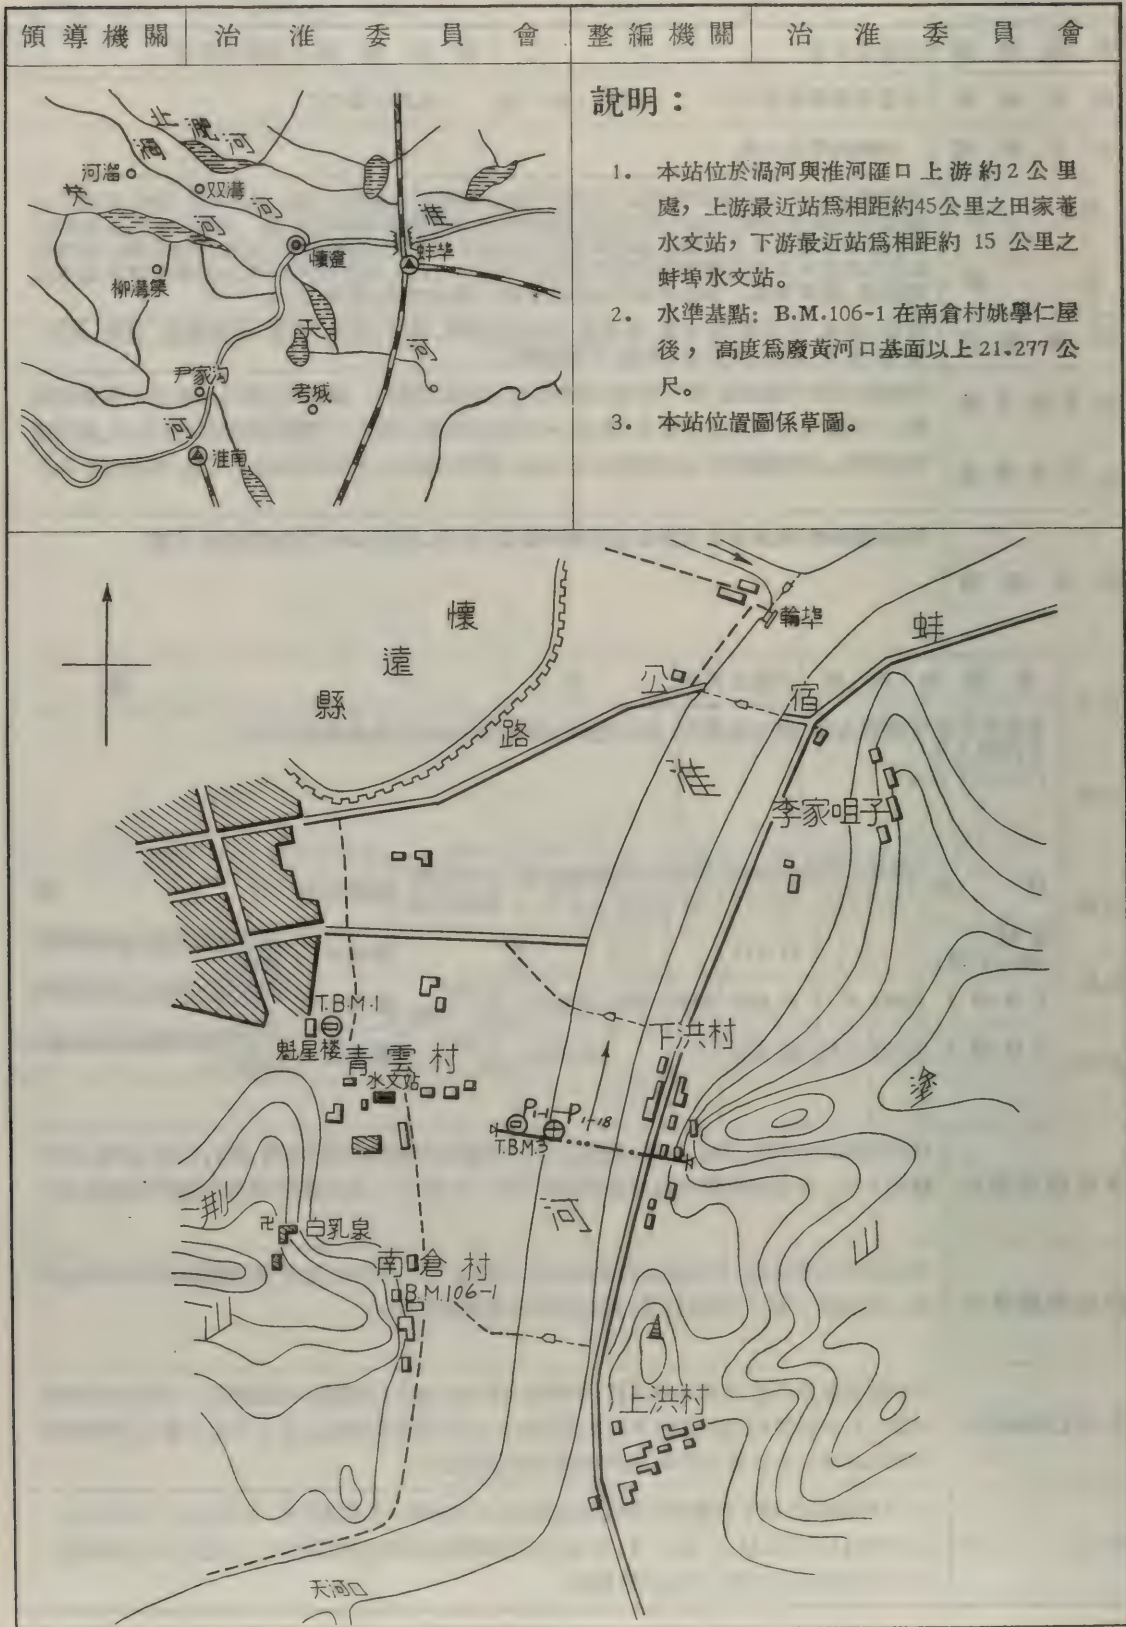 領導機關 治淮委員會 整編機關 治淮委員會
說明：
1. 本站位於渦河與淮河匯口上游約2公里
處，上游最近站爲相距約45公里之田家菴
水文站，下游最近站爲相距約 15 公里之
蚌埠水文站。
2. 水準基點: B.M.106-1 在南倉村姚學仁屋
後，高度爲廢黃河口基面以上21.277公
尺。
3. 本站位置圖係草圖。
北淝河
渦河
河溜
双溝
茨河
淮
懷遠
蚌埠
柳溝集
天河
尹家沟
考城
河
淮南
懷遠縣
輪埠
蚌宿公路
淮河
李家咀子
T.B.M.1
魁星楼
青雲村
水文站
下洪村
P1-1—P1-18
T.B.M.3
塗山
荆山
卍
白乳泉
南倉村
B.M.106-1
上洪村
天河口